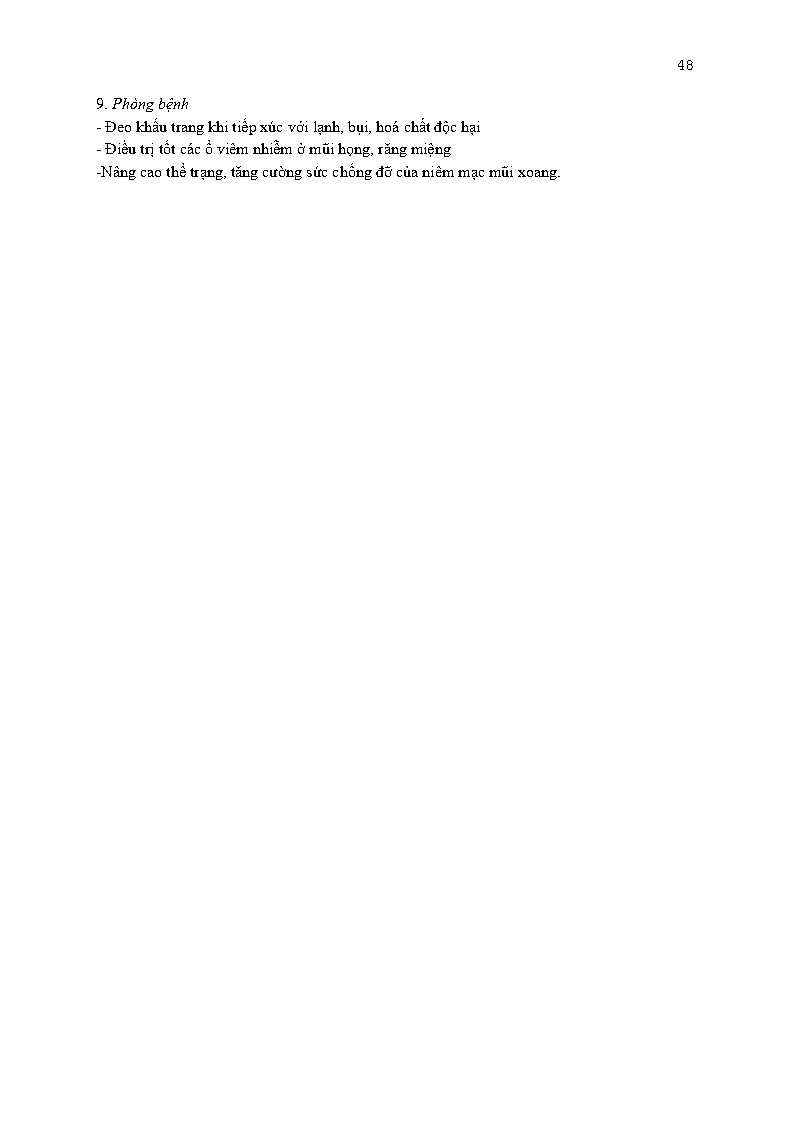 48
9. Phòng bệnh
- Đeo khẩu trang khi tiếp xúc với lạnh, bụi, hoá chất độc hại
- Điều trị tốt các ổ viêm nhiễm ở mũi họng, răng miệng
-Nâng cao thể trạng, tăng cường sức chống đỡ của niêm mạc mũi xoang.